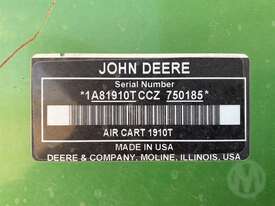 JOHN DEERE
Serial Number
*1A81910TCCZ 750185*
AIR CART 1910T
MADE IN USA
DEERE & COMPANY, MOLINE, ILLINOIS, USA